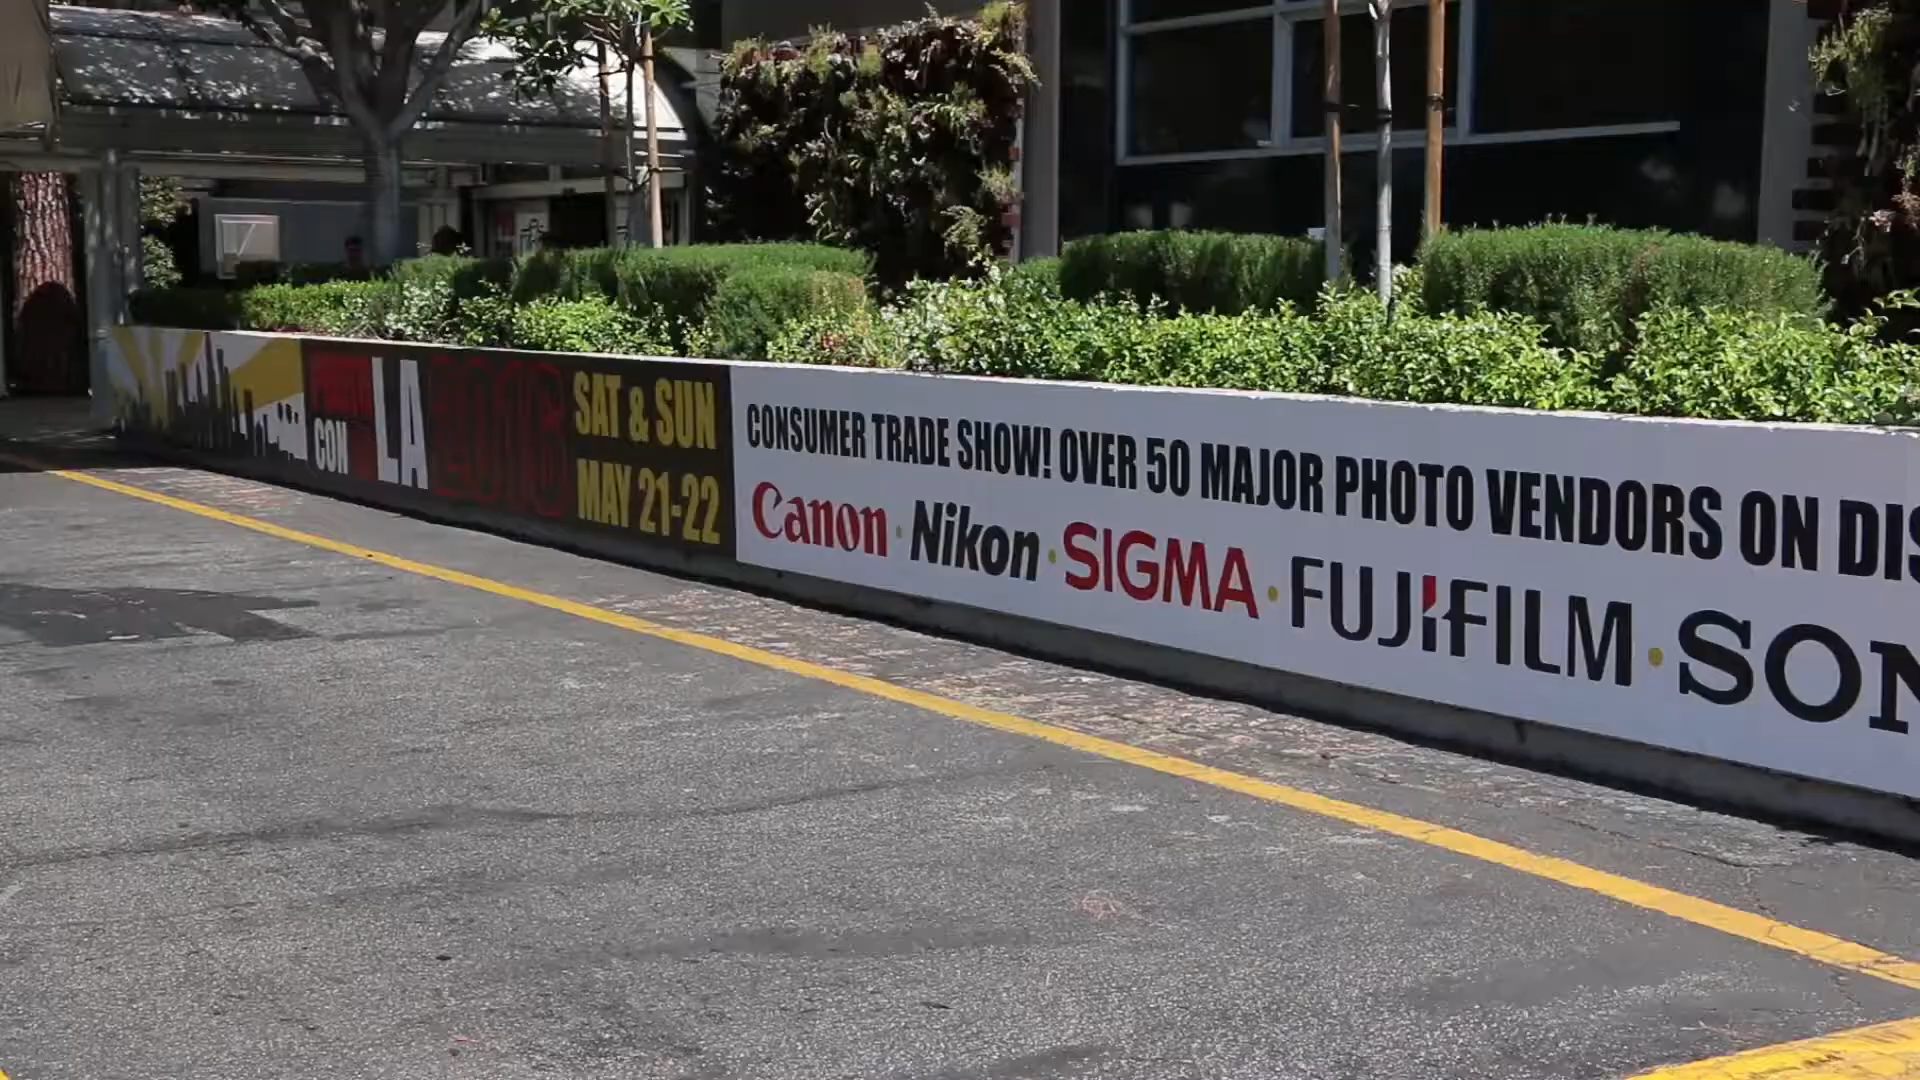 PHOTO
CON
LA
2016
SAT & SUN
MAY 21-22
CONSUMER TRADE SHOW! OVER 50 MAJOR PHOTO VENDORS ON DIS
Canon · Nikon · SIGMA · FUJIFILM · SON